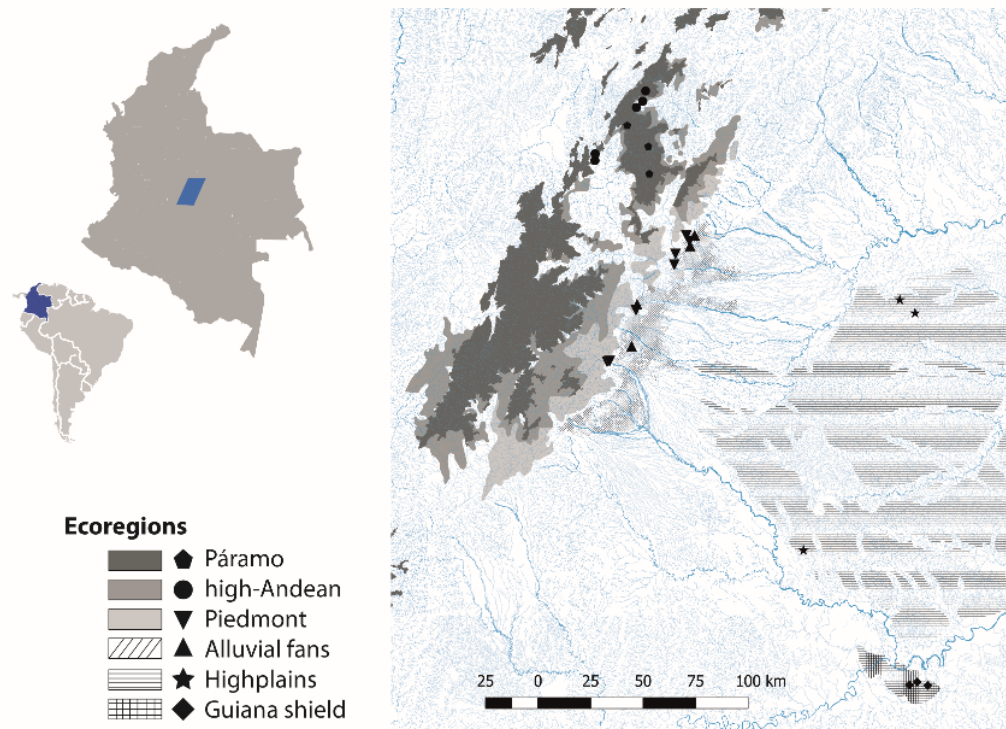 Ecoregions
Páramo
high-Andean
Piedmont
Alluvial fans
Highplains
Guiana shield
25 0 25 50 75 100 km